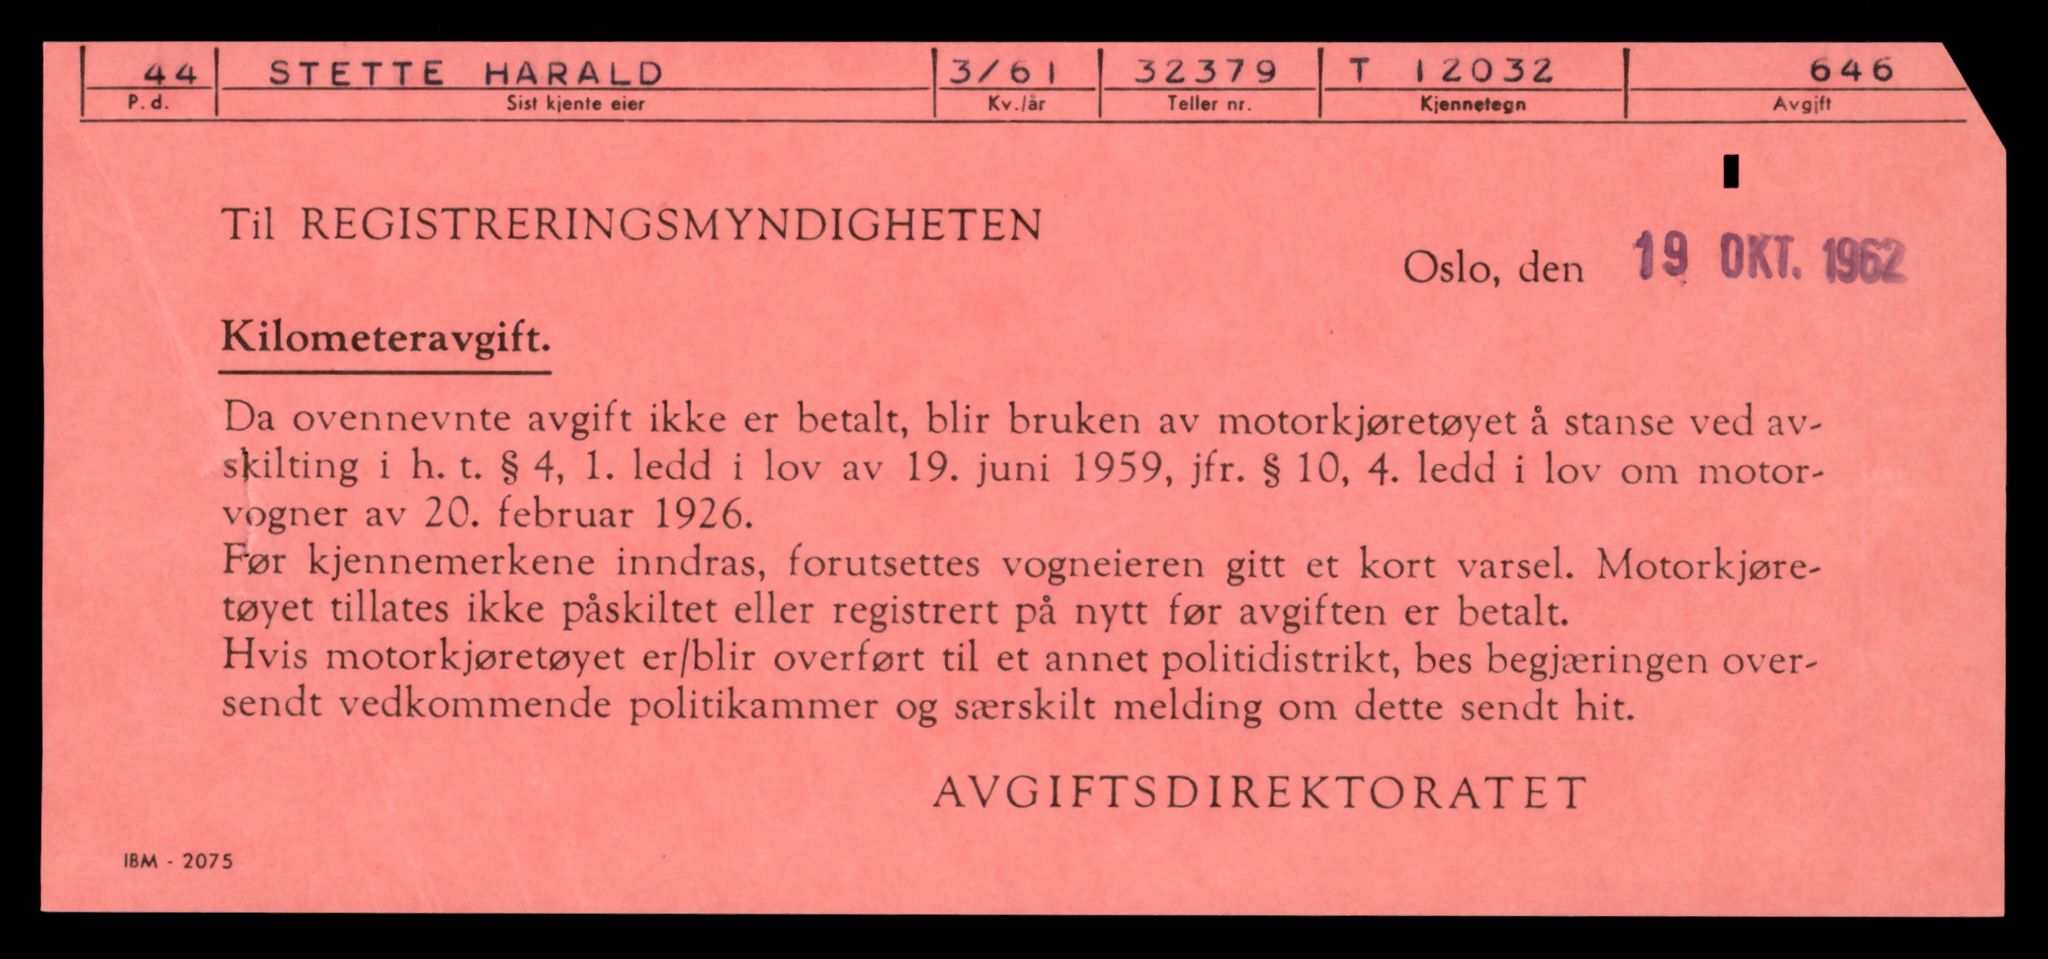 44 STETTE HARALD 3/61 32379 T 12032 646
P. d. Sist kjente eier Kv./år Teller nr. Kjennetegn Avgift
Til REGISTRERINGSMYNDIGHETEN
Oslo, den 19 OKT. 1962
Kilometeravgift.
Da ovennevnte avgift ikke er betalt, blir bruken av motorkjøretøyet å stanse ved av-
skilting i h. t. § 4, 1. ledd i lov av 19. juni 1959, jfr. § 10, 4. ledd i lov om motor-
vogner av 20. februar 1926.
Før kjennemerkene inndras, forutsettes vogneieren gitt et kort varsel. Motorkjøre-
tøyet tillates ikke påskiltet eller registrert på nytt før avgiften er betalt.
Hvis motorkjøretøyet er/blir overført til et annet politidistrikt, bes begjæringen over-
sendt vedkommende politikammer og særskilt melding om dette sendt hit.
AVGIFTSDIREKTORATET
IBM - 2075